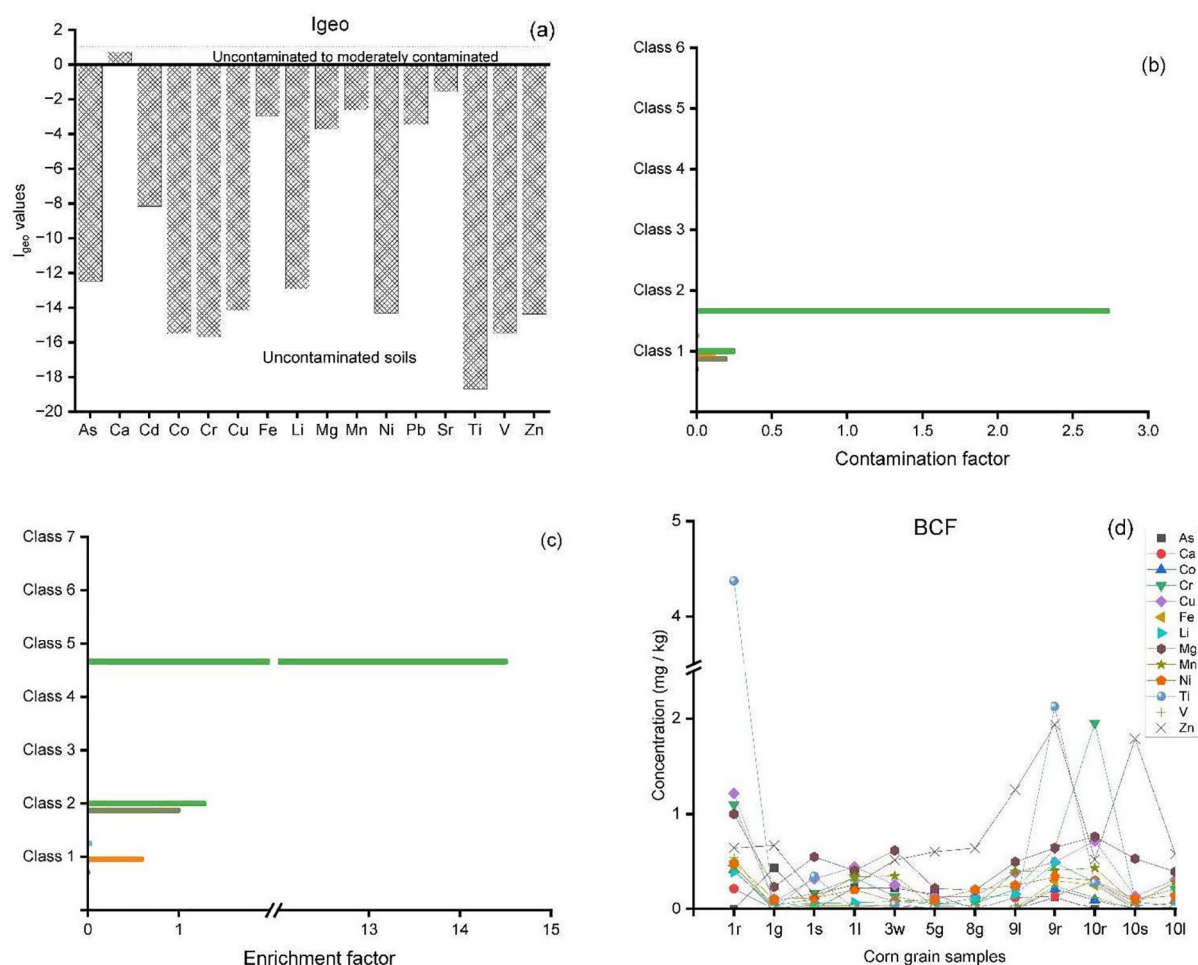 Igeo
(a)
Uncontaminated to moderately contaminated
Uncontaminated soils
Igeo values
2
0
−2
−4
−6
−8
−10
−12
−14
−16
−18
−20
As Ca Cd Co Cr Cu Fe Li Mg Mn Ni Pb Sr Ti V Zn
(b)
Class 6
Class 5
Class 4
Class 3
Class 2
Class 1
0.0 0.5 1.0 1.5 2.0 2.5 3.0
Contamination factor
(c)
Class 7
Class 6
Class 5
Class 4
Class 3
Class 2
Class 1
0 1 13 14 15
Enrichment factor
BCF
(d)
Concentration (mg / kg)
5
4
2
1
0
As
Ca
Co
Cr
Cu
Fe
Li
Mg
Mn
Ni
Ti
V
Zn
1r 1g 1s 1l 3w 5g 8g 9l 9r 10r 10s 10l
Corn grain samples